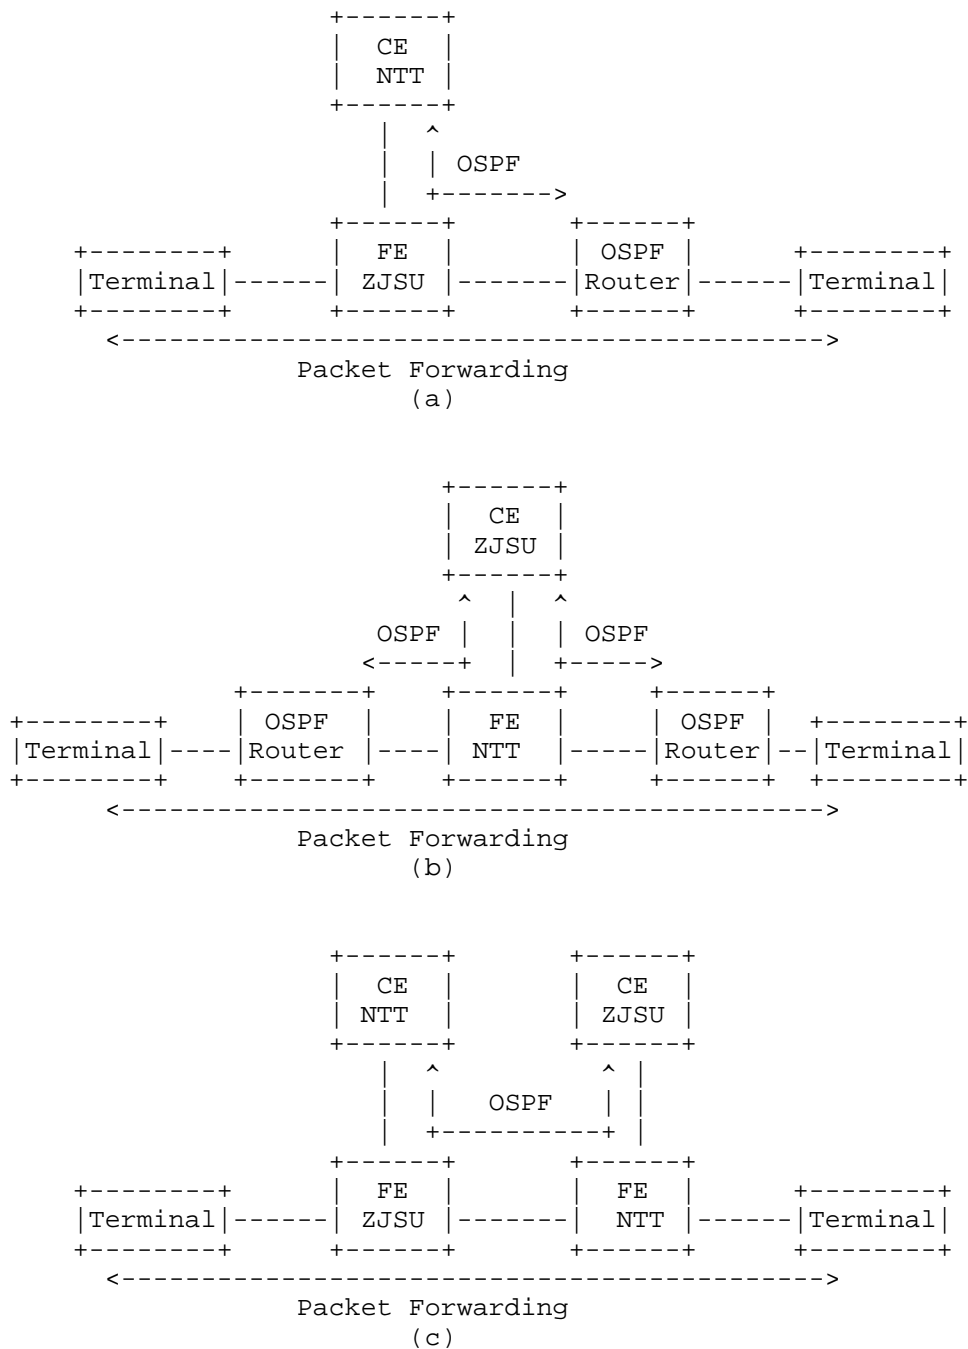 CE
NTT
OSPF
FE OSPF
Terminal ZJSU Router Terminal
Packet Forwarding
(a)
CE
ZJSU
OSPF OSPF
OSPF FE OSPF
Terminal Router NTT Router Terminal
Packet Forwarding
(b)
CE CE
NTT ZJSU
OSPF
FE FE
Terminal ZJSU NTT Terminal
Packet Forwarding
(c)